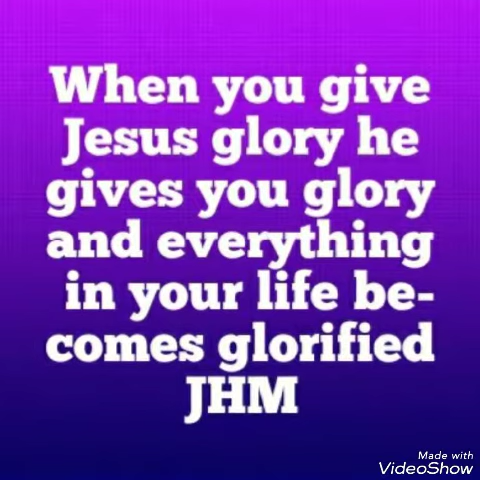 When you give
Jesus glory he
gives you glory
and everything
in your life be-
comes glorified
JHM
Made with
VideoShow